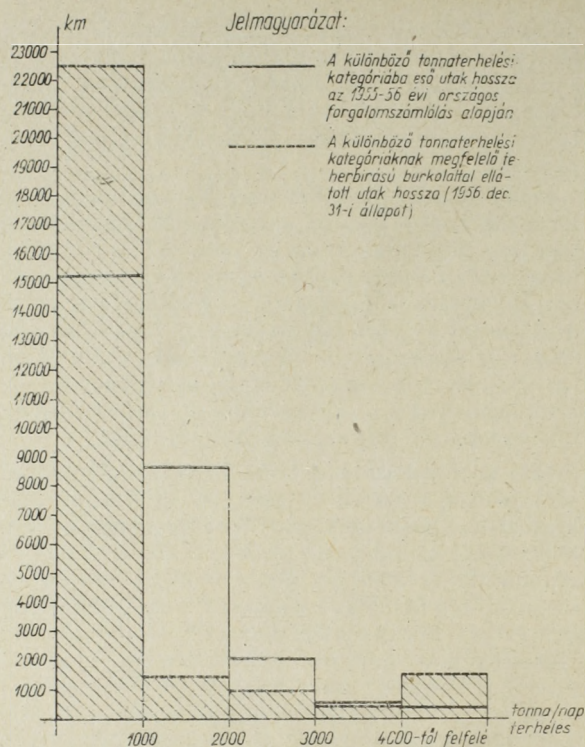 km
Jelmagyarázat:
A különböző tonnaterhelési
kategóriába eső utak hossza
az 1955-56 évi országos
forgalomszámlálás alapján
A különböző tonnaterhelési
kategóriáknak megfelelő te-
herbírású burkolattal ellá-
tott utak hossza (1956 dec.
31-i állapot)
23000
22000
21000
20000
19000
18000
17000
16000
15000
14000
13000
12000
11000
10000
9000
8000
7000
6000
5000
4000
3000
2000
1000
1000 2000 3000 4000-től felfelé
tonna/nap
terhelés